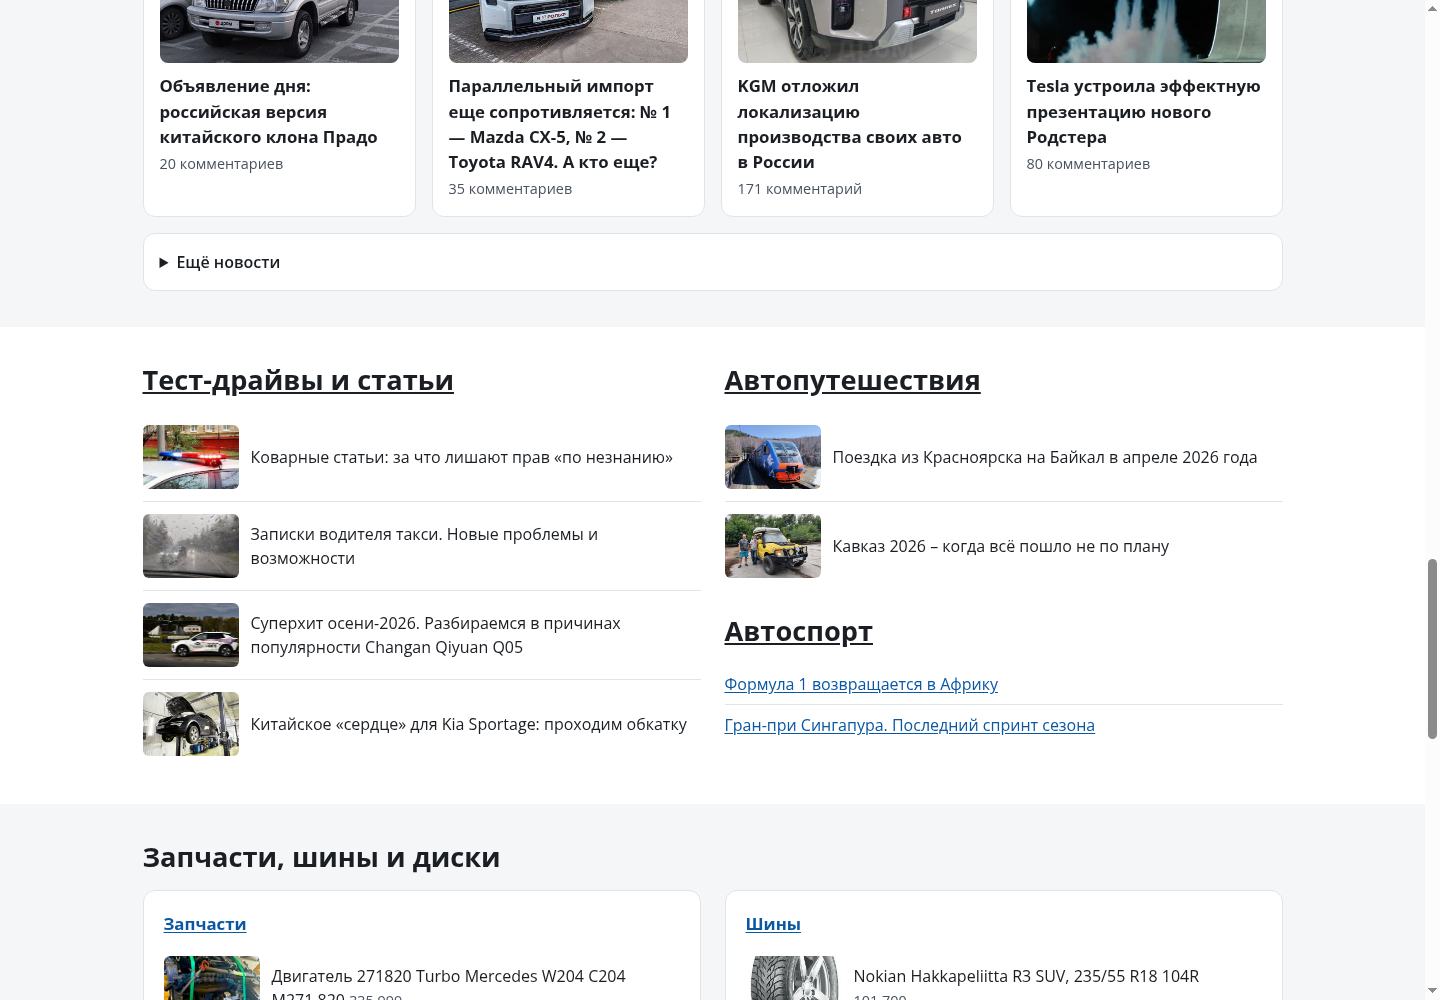 Объявление дня:
российская версия
китайского клона Прадо
20 комментариев
Параллельный импорт
еще сопротивляется: № 1
— Mazda CX-5, № 2 —
Toyota RAV4. А кто еще?
35 комментариев
KGM отложил
локализацию
производства своих авто
в России
171 комментарий
Tesla устроила эффектную
презентацию нового
Родстера
80 комментариев
Ещё новости
Тест-драйвы и статьи
Коварные статьи: за что лишают прав «по незнанию»
Записки водителя такси. Новые проблемы и
возможности
Суперхит осени-2026. Разбираемся в причинах
популярности Changan Qiyuan Q05
Китайское «сердце» для Kia Sportage: проходим обкатку
Автопутешествия
Поездка из Красноярска на Байкал в апреле 2026 года
Кавказ 2026 – когда всё пошло не по плану
Автоспорт
Формула 1 возвращается в Африку
Гран-при Сингапура. Последний спринт сезона
Запчасти, шины и диски
Запчасти
Двигатель 271820 Turbo Mercedes W204 C204
M271.820
Шины
Nokian Hakkapeliitta R3 SUV, 235/55 R18 104R